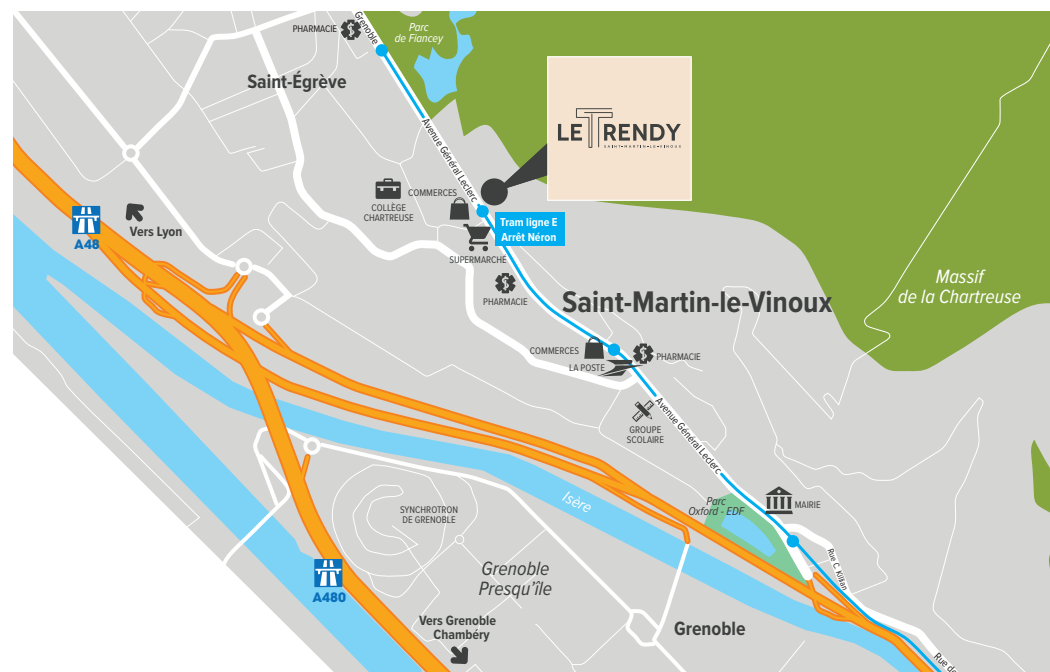 PHARMACIE
Grenoble
Parc
de Fiancey
Saint-Égrève
LE TRENDY
SAINT-MARTIN-LE-VINOUX
Avenue Général Leclerc
COLLÈGE
CHARTREUSE
COMMERCES
Tram ligne E
Arrêt Néron
Vers Lyon
A48
SUPERMARCHÉ
PHARMACIE
Massif
de la Chartreuse
Saint-Martin-le-Vinoux
COMMERCES
PHARMACIE
LA POSTE
Avenue Général Leclerc
GROUPE
SCOLAIRE
Isère
Parc
Oxford - EDF
MAIRIE
SYNCHROTRON
DE GRENOBLE
Rue C. Killian
Grenoble
Presqu'île
A480
Vers Grenoble
Chambéry
Grenoble
Rue de